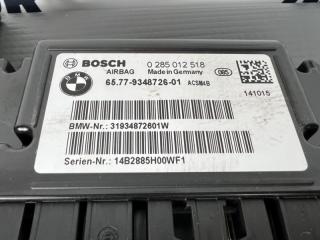 BOSCH 0 285 012 518
AIRBAG Made in Germany 085
65.77-9348726-01 ACSM4B
141015
BMW-Nr.: 31934872601W
Serien-Nr.: 14B2885H00WF1